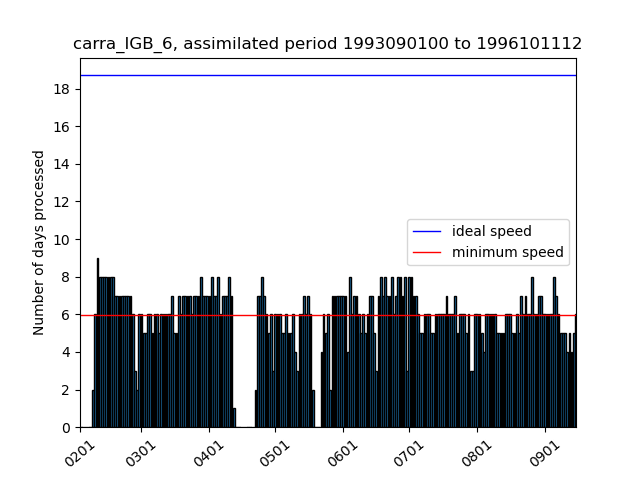 carra_IGB_6, assimilated period 1993090100 to 1996101112
Number of days processed
18
16
14
12
10
8
6
4
2
0
ideal speed
minimum speed
0201 0301 0401 0501 0601 0701 0801 0901